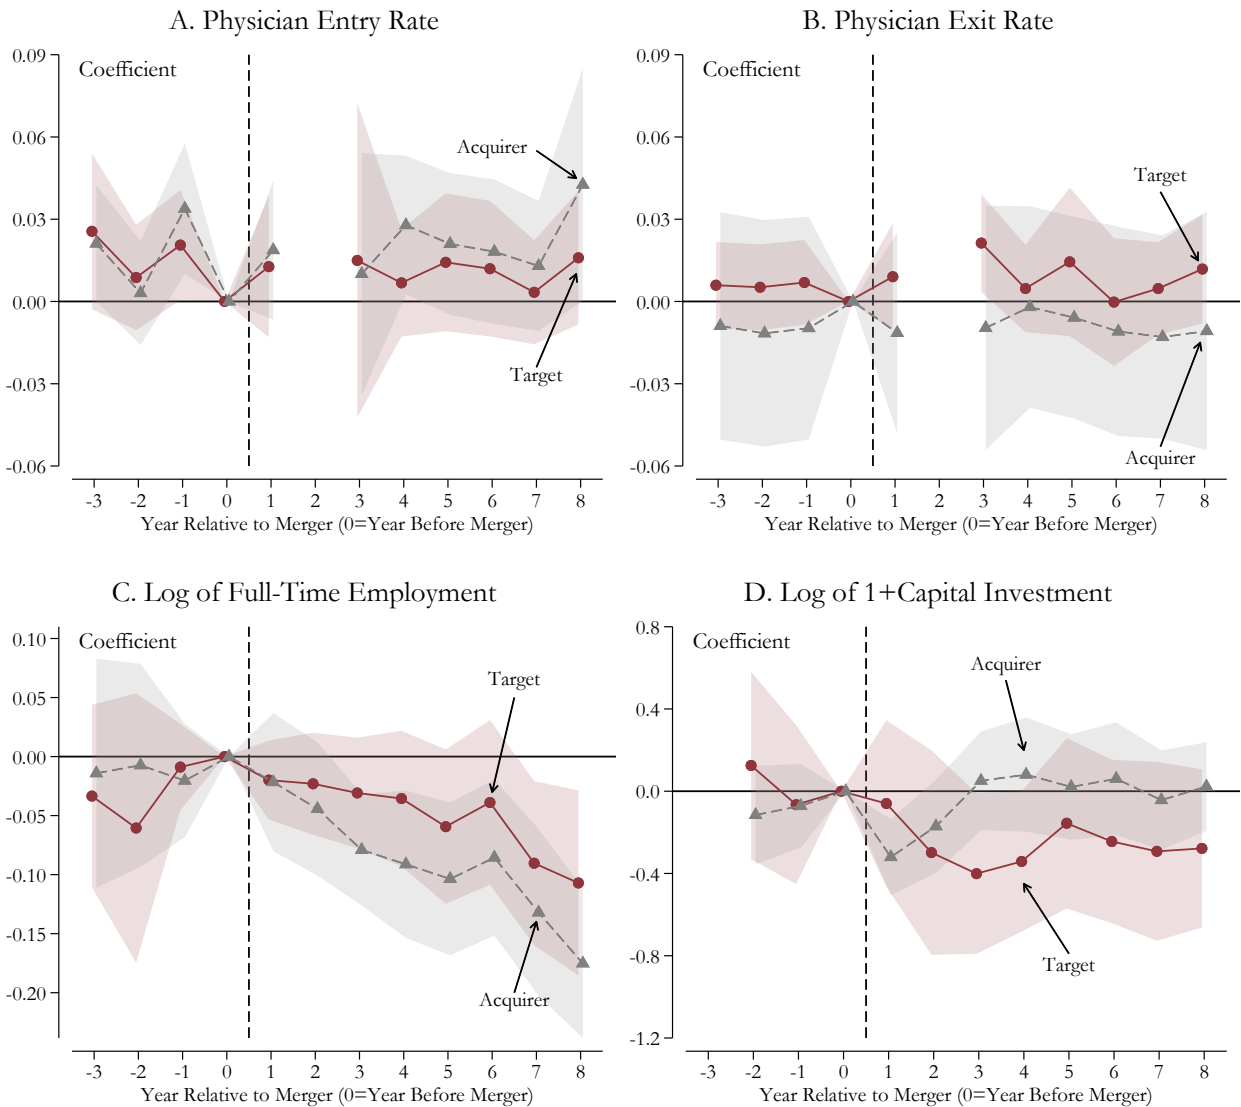 A. Physician Entry Rate
0.09
0.06
0.03
0.00
-0.03
-0.06
Coefficient
Acquirer
Target
-3 -2 -1 0 1 2 3 4 5 6 7 8
Year Relative to Merger (0=Year Before Merger)
B. Physician Exit Rate
0.09
0.06
0.03
0.00
-0.03
-0.06
Coefficient
Target
Acquirer
-3 -2 -1 0 1 2 3 4 5 6 7 8
Year Relative to Merger (0=Year Before Merger)
C. Log of Full-Time Employment
0.10
0.05
0.00
-0.05
-0.10
-0.15
-0.20
Coefficient
Target
Acquirer
-3 -2 -1 0 1 2 3 4 5 6 7 8
Year Relative to Merger (0=Year Before Merger)
D. Log of 1+Capital Investment
0.8
0.4
0.0
-0.4
-0.8
-1.2
Coefficient
Acquirer
Target
-3 -2 -1 0 1 2 3 4 5 6 7 8
Year Relative to Merger (0=Year Before Merger)